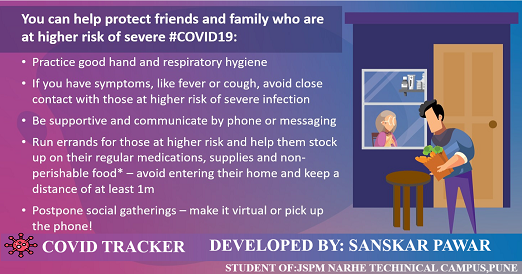 You can help protect friends and family who are
at higher risk of severe #COVID19:
• Practice good hand and respiratory hygiene
• If you have symptoms, like fever or cough, avoid close
contact with those at higher risk of severe infection
• Be supportive and communicate by phone or messaging
• Run errands for those at higher risk and help them stock
up on their regular medications, supplies and non-
perishable food* – avoid entering their home and keep a
distance of at least 1m
• Postpone social gatherings – make it virtual or pick up
the phone!
COVID TRACKER
DEVELOPED BY: SANSKAR PAWAR
STUDENT OF:JSPM NARHE TECHINICAL CAMPUS,PUNE